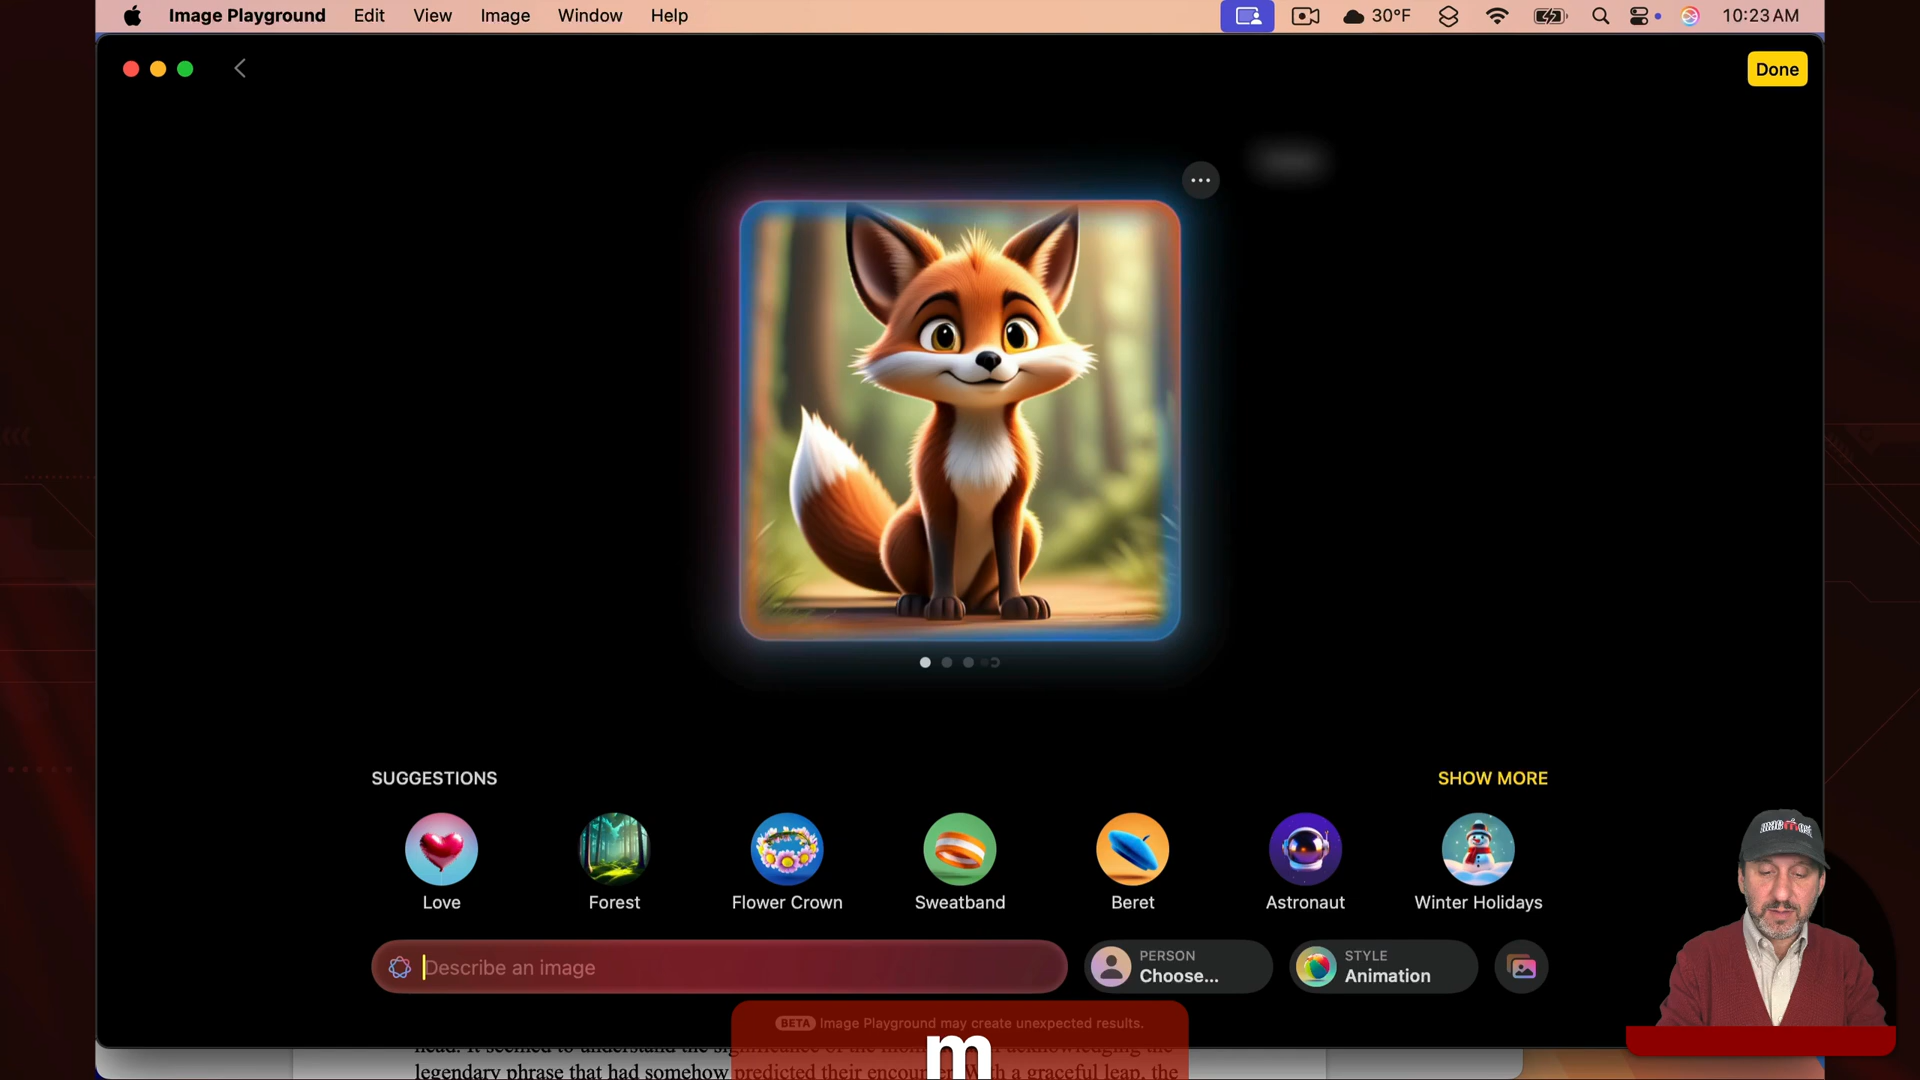 Image Playground Edit View Image Window Help 30°F 10:23 AM
Done
SUGGESTIONS SHOW MORE
Love Forest Flower Crown Sweatband Beret Astronaut Winter Holidays
Describe an image
PERSON
Choose...
STYLE
Animation
BETA Image Playground may create unexpected results.
m
legendary phrase that had somehow predicted their encounter. With a graceful leap, the